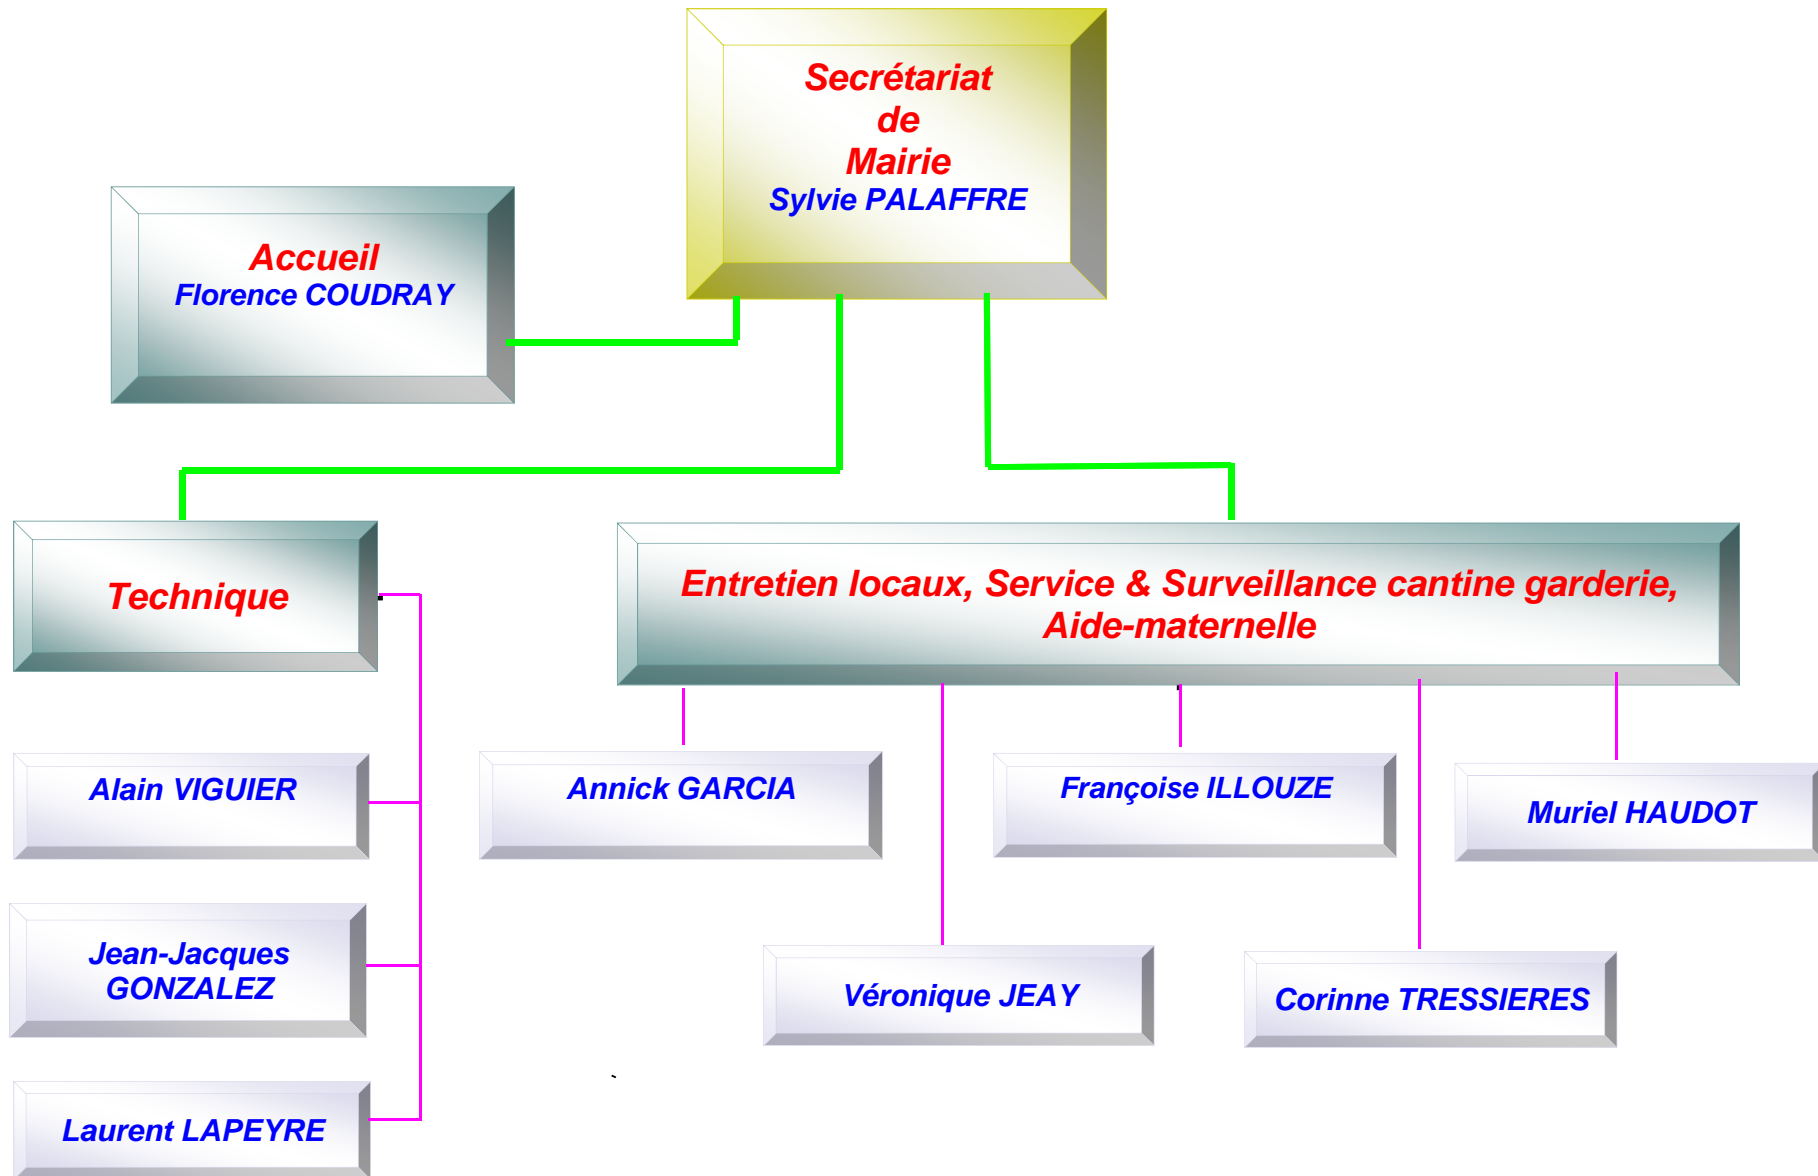 Secrétariat
de
Mairie
Sylvie PALAFFRE
Accueil
Florence COUDRAY
Technique
Entretien locaux, Service & Surveillance cantine garderie,
Aide-maternelle
Alain VIGUIER
Annick GARCIA
Françoise ILLOUZE
Muriel HAUDOT
Jean-Jacques
GONZALEZ
Véronique JEAY
Corinne TRESSIERES
Laurent LAPEYRE